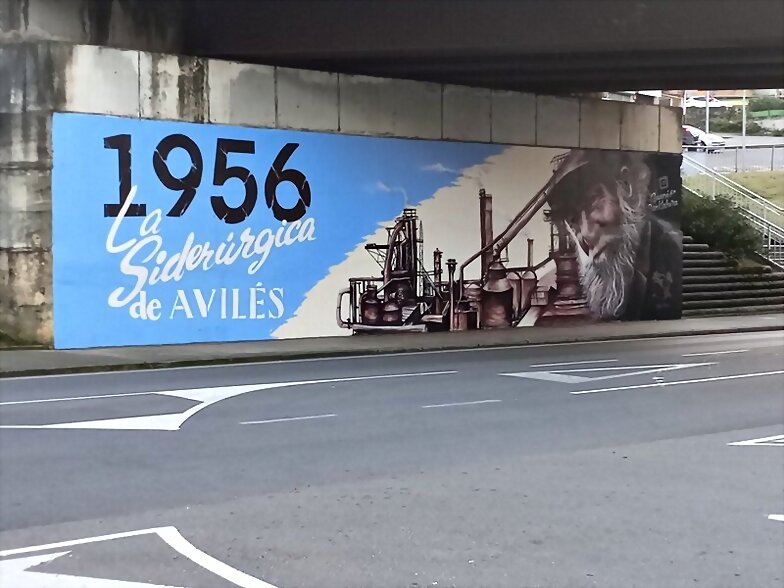 1956
La
Siderúrgica
de AVILÉS